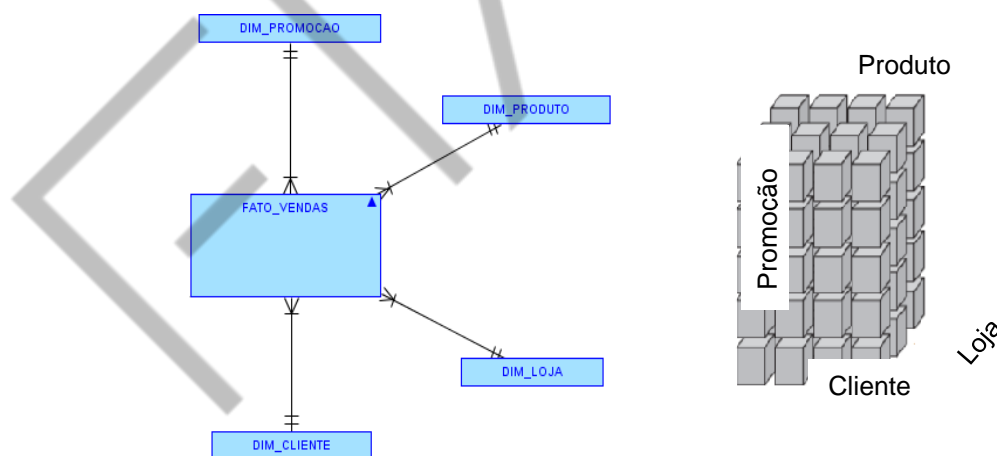 DIM_PROMOCAO
DIM_PRODUTO
FATO_VENDAS
DIM_LOJA
DIM_CLIENTE
Produto
Promocão
Loja
Cliente